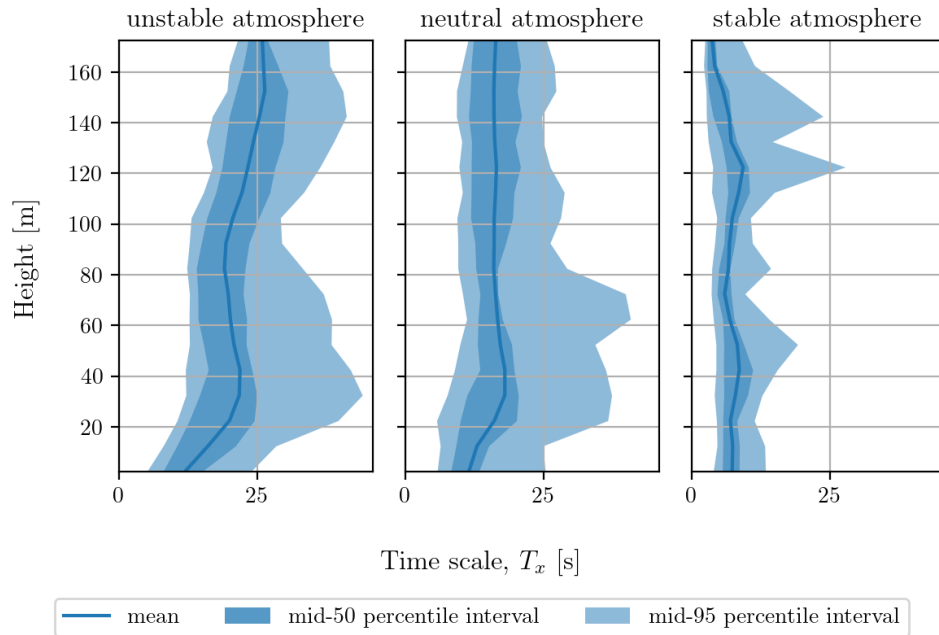 unstable atmosphere neutral atmosphere stable atmosphere
160
140
120
100
80
60
40
20
Height [m]
0 25 0 25 0 25
Time scale, Tₓ [s]
mean mid-50 percentile interval mid-95 percentile interval